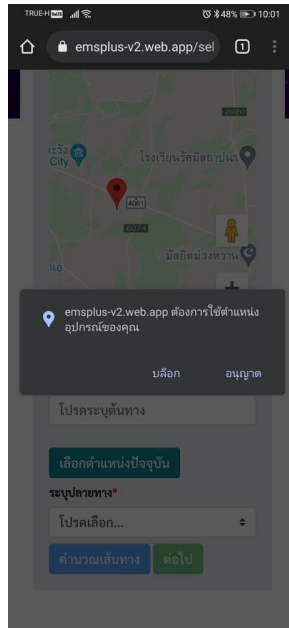 TRUE-H 48% 10:01
emsplus-v2.web.app/sel 1
City
โรงเรียนรัศมีสถาปนา
4061
6074
มัสยิดม่วงหวาน
emsplus-v2.web.app ต้องการใช้ตำแหน่ง
อุปกรณ์ของคุณ
บล็อก อนุญาต
โปรดระบุต้นทาง
เลือกตำแหน่งปัจจุบัน
ระบุปลายทาง*
โปรดเลือก...
คำนวณเส้นทาง ต่อไป